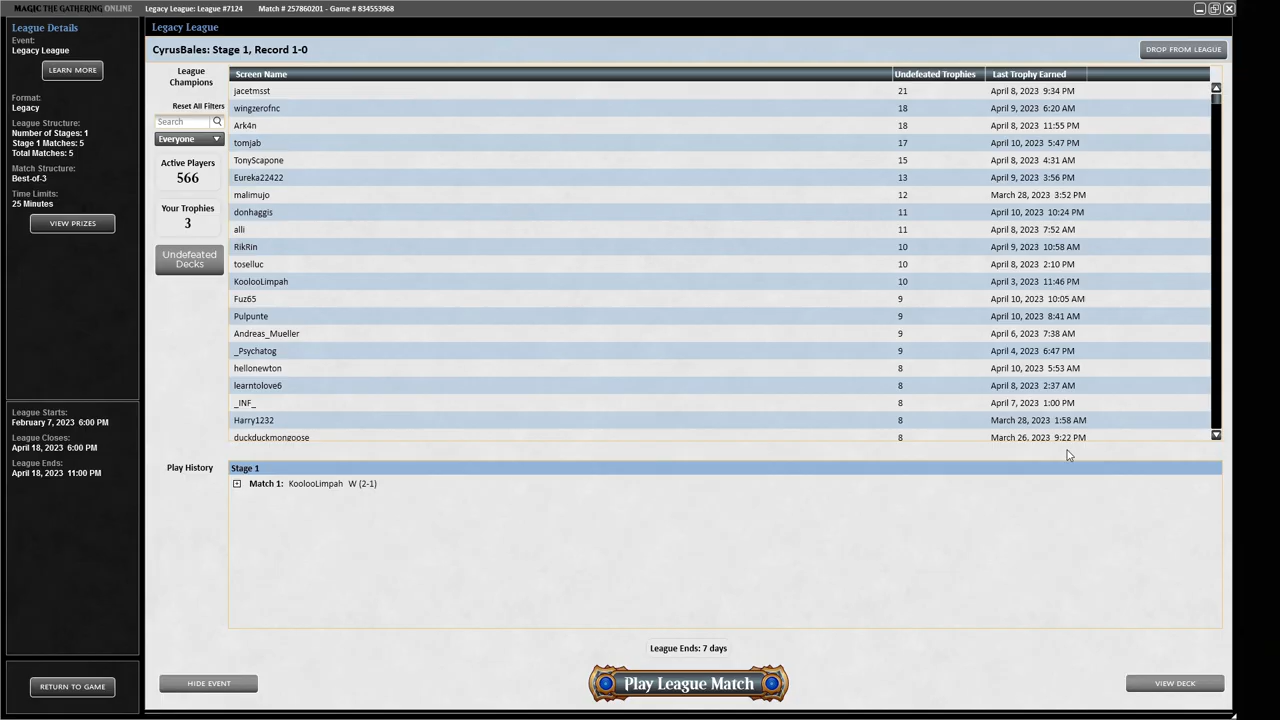 MAGIC THE GATHERING ONLINE Legacy League: League #7124 Match # 257860201 - Game # 834553968
League Details
Event:
Legacy League
LEARN MORE
Format:
Legacy
League Structure:
Number of Stages: 1
Stage 1 Matches: 5
Total Matches: 5
Match Structure:
Best-of-3
Time Limits:
25 Minutes
VIEW PRIZES
League Starts:
February 7, 2023 6:00 PM
League Closes:
April 18, 2023 6:00 PM
League Ends:
April 18, 2023 11:00 PM
RETURN TO GAME
Legacy League
CyrusBales: Stage 1, Record 1-0
DROP FROM LEAGUE
League
Champions
Reset All Filters
Search
Everyone
Active Players
566
Your Trophies
3
Undefeated
Decks
Screen Name Undefeated Trophies Last Trophy Earned
jacetmsst 21 April 8, 2023 9:34 PM
wingzerofnc 18 April 9, 2023 6:20 AM
Ark4n 18 April 8, 2023 11:55 PM
tomjab 17 April 10, 2023 5:47 PM
TonyScapone 15 April 8, 2023 4:31 AM
Eureka22422 13 April 9, 2023 3:56 PM
malimujo 12 March 28, 2023 3:52 PM
donhaggis 11 April 10, 2023 10:24 PM
alli 11 April 8, 2023 7:52 AM
RikRin 10 April 9, 2023 10:58 AM
toselluc 10 April 8, 2023 2:10 PM
KoolooLimpah 10 April 3, 2023 11:46 PM
Fuz65 9 April 10, 2023 10:05 AM
Pulpunte 9 April 10, 2023 8:41 AM
Andreas_Mueller 9 April 6, 2023 7:38 AM
_Psychatog 9 April 4, 2023 6:47 PM
hellonewton 8 April 10, 2023 5:53 AM
learntolove6 8 April 8, 2023 2:37 AM
_INF_ 8 April 7, 2023 1:00 PM
Harry1232 8 March 28, 2023 1:58 AM
duckduckmongoose 8 March 26, 2023 9:22 PM
Play History
Stage 1
Match 1: KoolooLimpah W (2-1)
League Ends: 7 days
HIDE EVENT
Play League Match
VIEW DECK